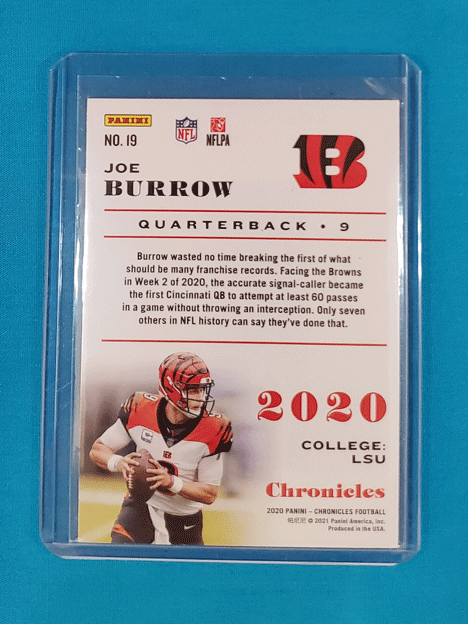 PANINI
NO. 19
NFL
NFLPA
B
JOE
BURROW
QUARTERBACK • 9
Burrow wasted no time breaking the first of what
should be many franchise records. Facing the Browns
in Week 2 of 2020, the accurate signal-caller became
the first Cincinnati QB to attempt at least 60 passes
in a game without throwing an interception. Only seven
others in NFL history can say they've done that.
2020
COLLEGE:
LSU
Chronicles
2020 PANINI – CHRONICLES FOOTBALL
帕尼尼 © 2021 Panini America, Inc.
Produced in the USA.